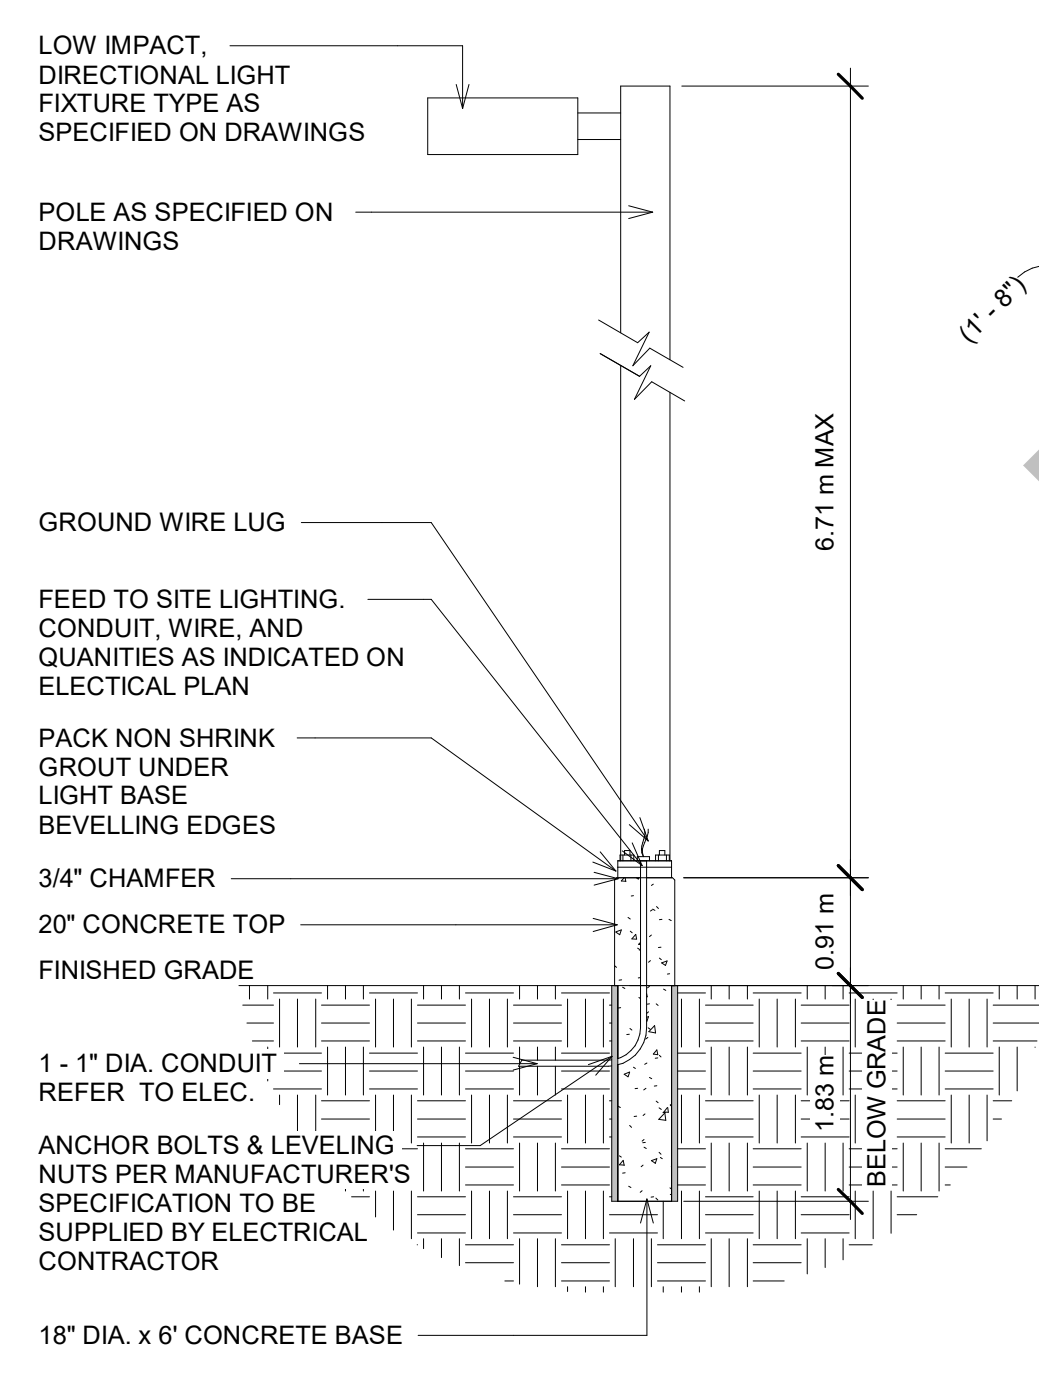 LOW IMPACT,
DIRECTIONAL LIGHT
FIXTURE TYPE AS
SPECIFIED ON DRAWINGS
POLE AS SPECIFIED ON
DRAWINGS
(1' - 8")
6.71 m MAX
GROUND WIRE LUG
FEED TO SITE LIGHTING.
CONDUIT, WIRE, AND
QUANITIES AS INDICATED ON
ELECTICAL PLAN
PACK NON SHRINK
GROUT UNDER
LIGHT BASE
BEVELLING EDGES
3/4" CHAMFER
20" CONCRETE TOP
0.91 m
FINISHED GRADE
1 - 1" DIA. CONDUIT
REFER TO ELEC.
1.83 m
BELOW GRADE
ANCHOR BOLTS & LEVELING
NUTS PER MANUFACTURER'S
SPECIFICATION TO BE
SUPPLIED BY ELECTRICAL
CONTRACTOR
18" DIA. x 6' CONCRETE BASE